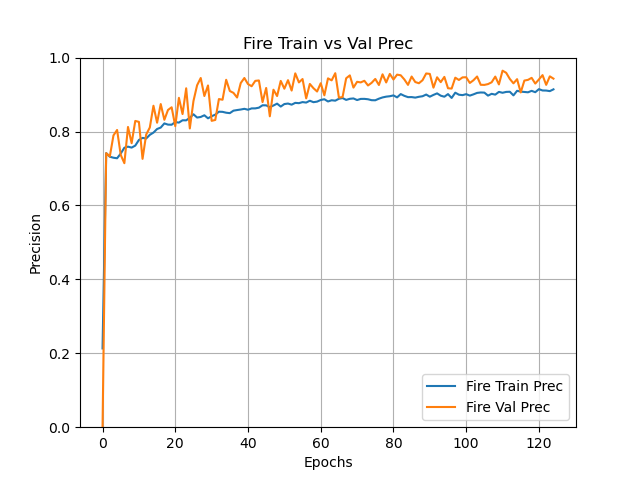 Fire Train vs Val Prec
1.0
0.8
0.6
0.4
0.2
0.0
Precision
0 20 40 60 80 100 120
Epochs
Fire Train Prec
Fire Val Prec